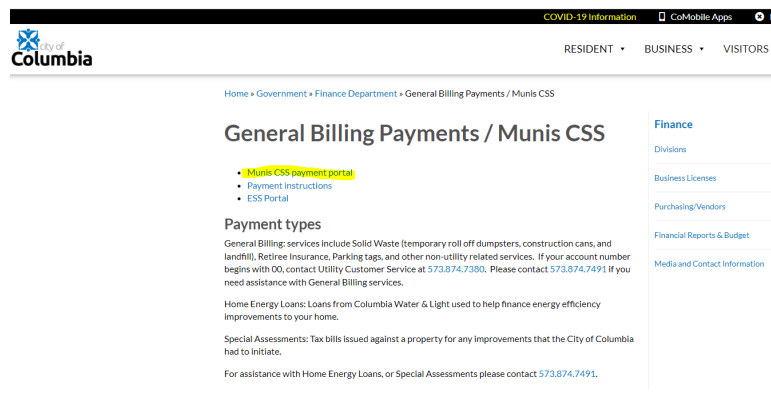 COVID-19 Information CoMobile Apps
city of
Columbia
RESIDENT BUSINESS VISITORS
Home » Government » Finance Department » General Billing Payments / Munis CSS
General Billing Payments / Munis CSS
• Munis CSS payment portal
• Payment Instructions
• ESS Portal
Payment types
General Billing: services include Solid Waste (temporary roll off dumpsters, construction cans, and
landfill), Retiree Insurance, Parking tags, and other non-utility related services. If your account number
begins with 00, contact Utility Customer Service at 573.874.7380. Please contact 573.874.7491 if you
need assistance with General Billing services.
Home Energy Loans: Loans from Columbia Water & Light used to help finance energy efficiency
improvements to your home.
Special Assessments: Tax bills issued against a property for any improvements that the City of Columbia
had to initiate.
For assistance with Home Energy Loans, or Special Assessments please contact 573.874.7491.
Finance
Divisions
Business Licenses
Purchasing/Vendors
Financial Reports & Budget
Media and Contact Information